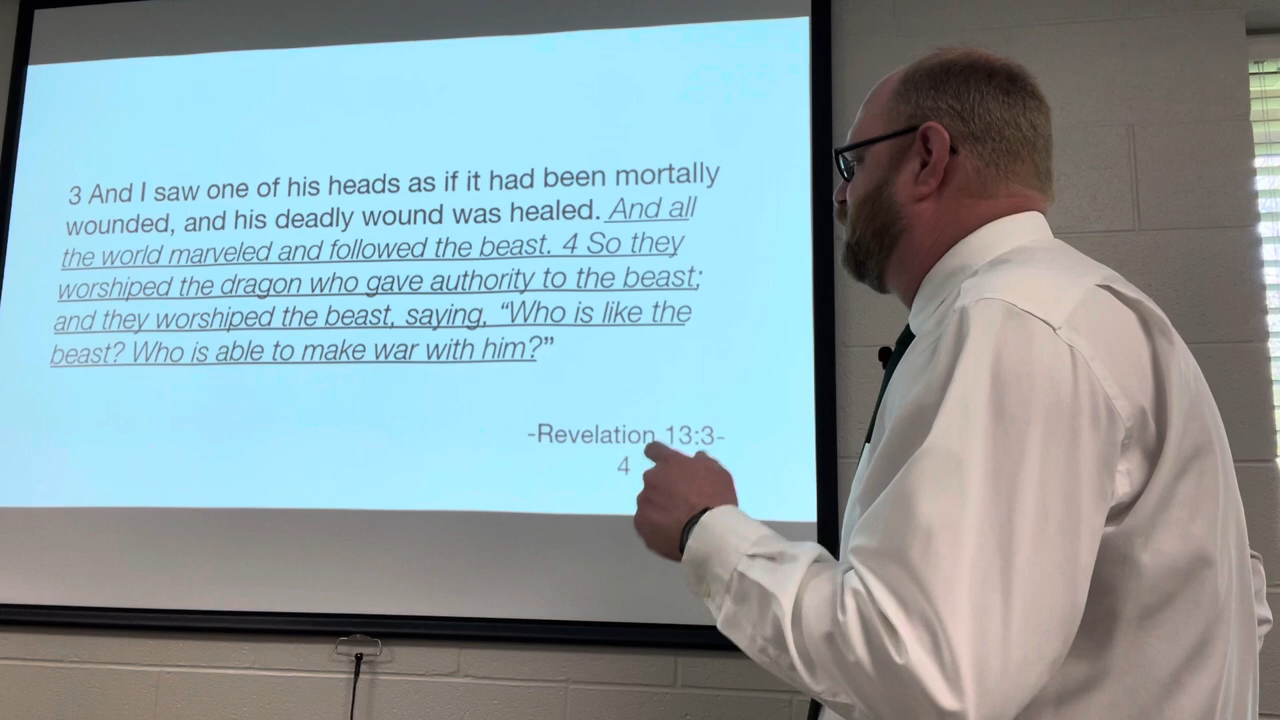 3 And I saw one of his heads as if it had been mortally
wounded, and his deadly wound was healed. And all
the world marveled and followed the beast. 4 So they
worshiped the dragon who gave authority to the beast;
and they worshiped the beast, saying, “Who is like the
beast? Who is able to make war with him?”
-Revelation 13:3-
4